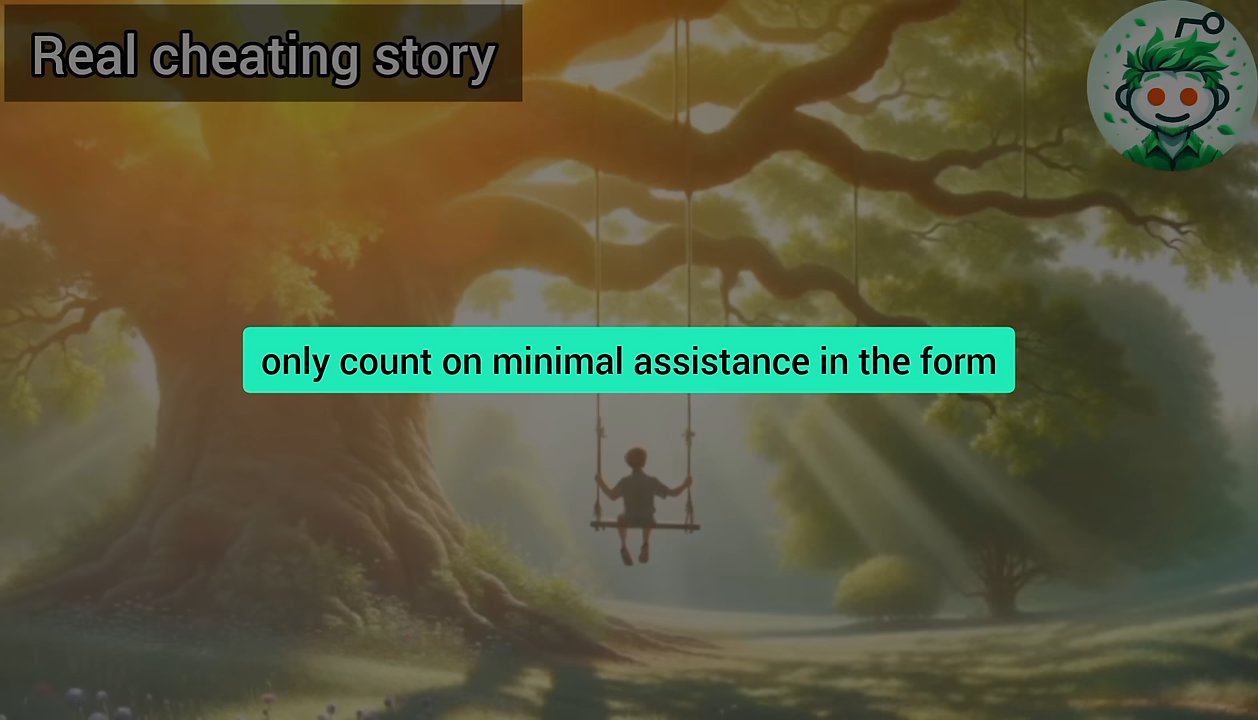 Real cheating story
only count on minimal assistance in the form